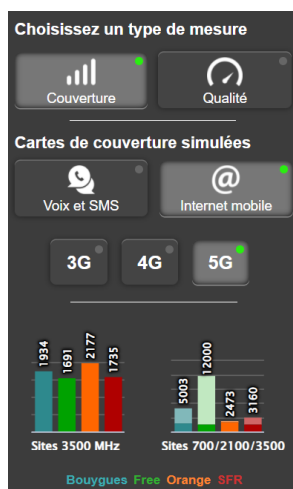 Choisissez un type de mesure
Couverture Qualité
Cartes de couverture simulées
Voix et SMS Internet mobile
3G 4G 5G
1934 1691 2177 1735 5003 12000 2473 3160
Sites 3500 MHz Sites 700/2100/3500
Bouygues Free Orange SFR